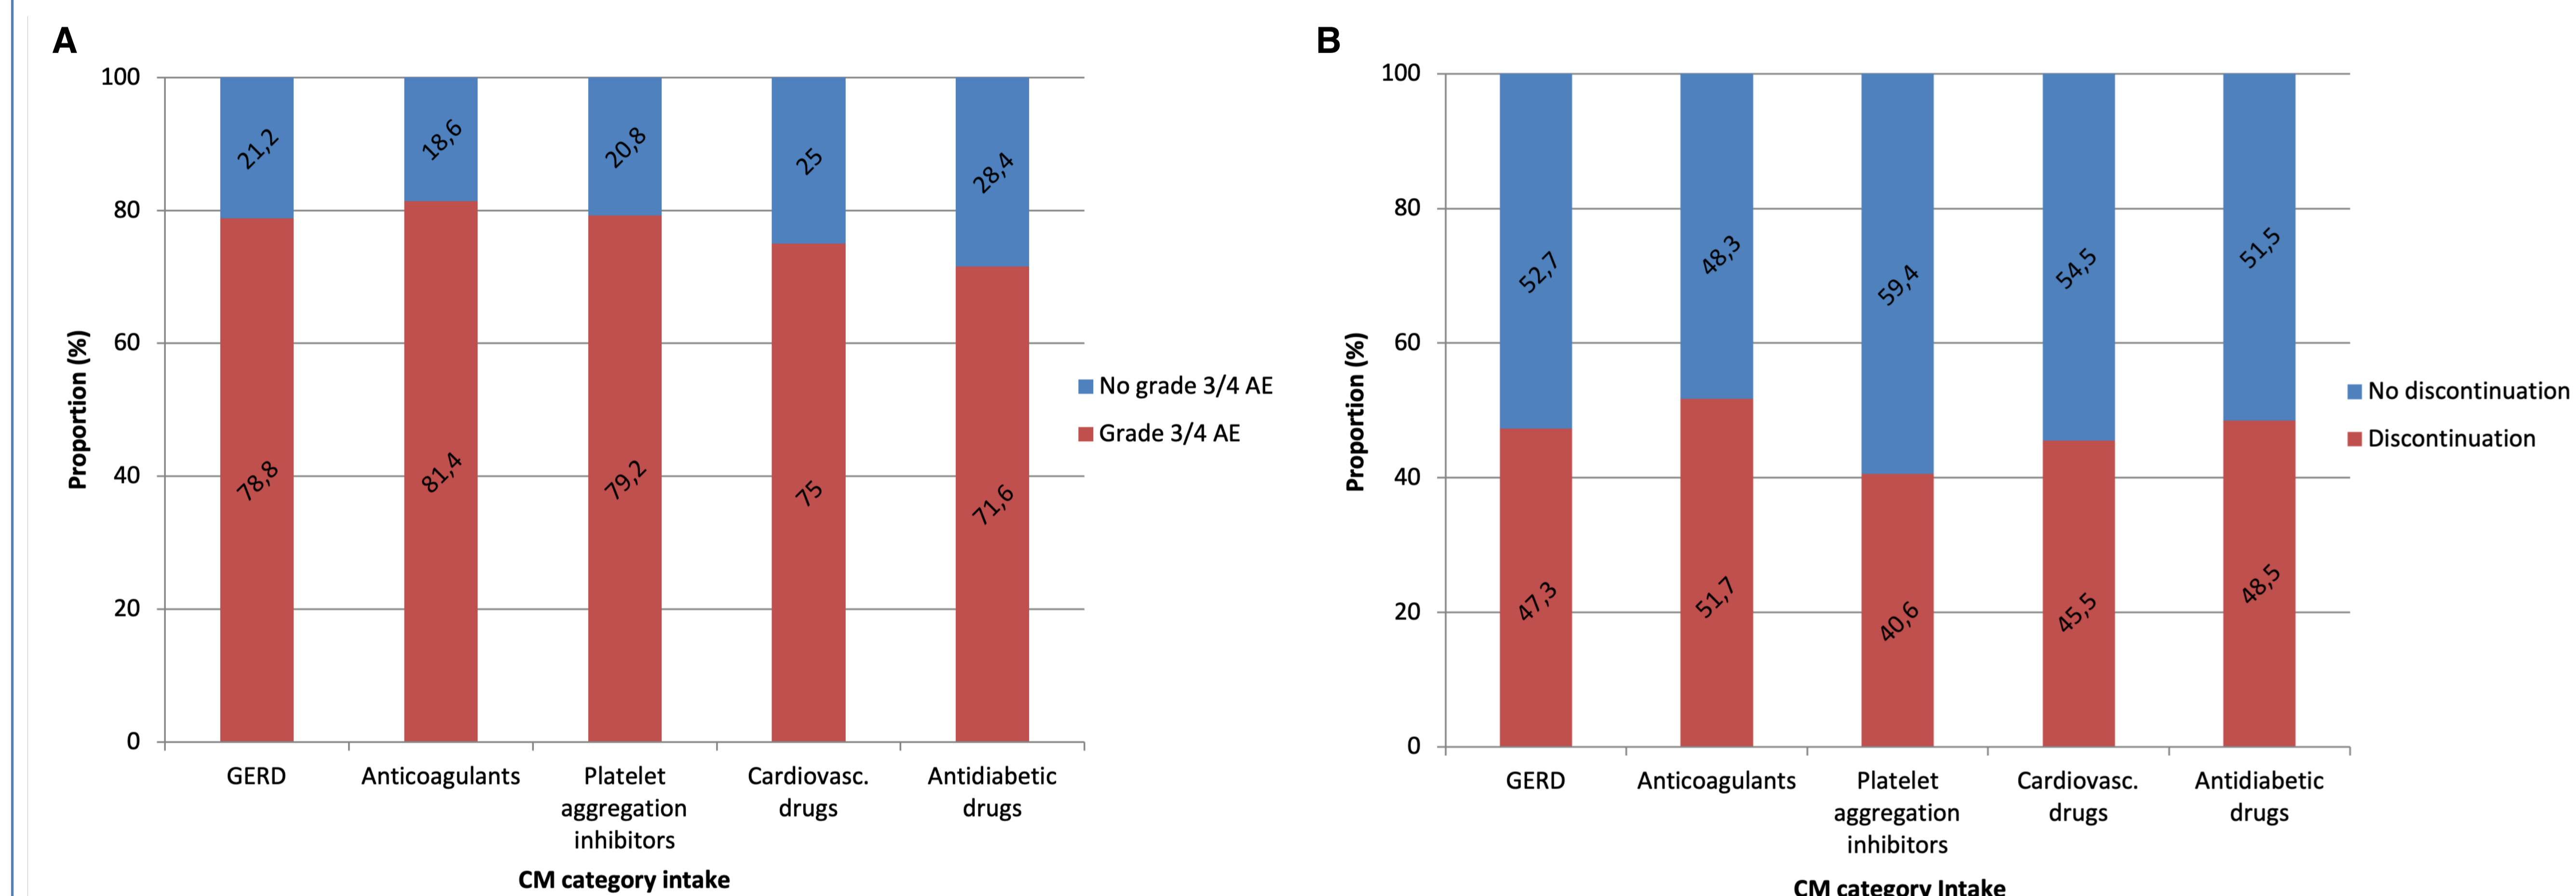 A
100
80
60
40
20
0
Proportion (%)
21,2
18,6
20,8
25
28,4
78,8
81,4
79,2
75
71,6
No grade 3/4 AE
Grade 3/4 AE
GERD
Anticoagulants
Platelet
aggregation
inhibitors
Cardiovasc.
drugs
Antidiabetic
drugs
CM category intake
B
100
80
60
40
20
0
Proportion (%)
52,7
48,3
59,4
54,5
51,5
47,3
51,7
40,6
45,5
48,5
No discontinuation
Discontinuation
GERD
Anticoagulants
Platelet
aggregation
inhibitors
Cardiovasc.
drugs
Antidiabetic
drugs
CM category Intake